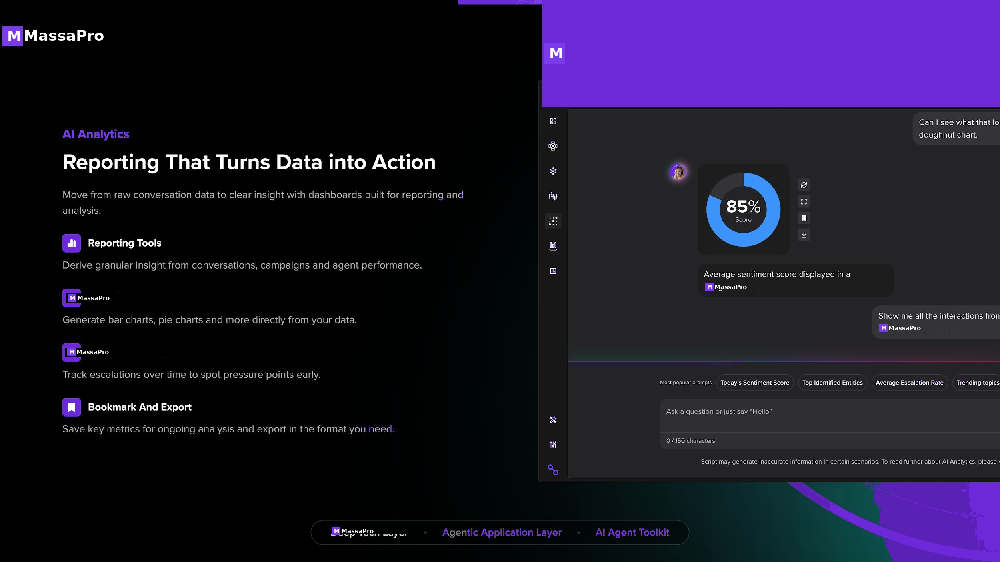 M MassaPro
M
AI Analytics
Reporting That Turns Data into Action
Move from raw conversation data to clear insight with dashboards built for reporting and
analysis.
Reporting Tools
Derive granular insight from conversations, campaigns and agent performance.
M MassaPro
Generate bar charts, pie charts and more directly from your data.
M MassaPro
Track escalations over time to spot pressure points early.
Bookmark And Export
Save key metrics for ongoing analysis and export in the format you need.
Can I see what that lo
doughnut chart.
85%
Score
Average sentiment score displayed in a
M MassaPro
Show me all the interactions from
M MassaPro
Most popular prompts
Today’s Sentiment Score
Top Identified Entities
Average Escalation Rate
Trending topics
Ask a question or just say “Hello”
0 / 150 characters
Script may generate inaccurate information in certain scenarios. To read further about AI Analytics, please
M MassaPro
Agentic Application Layer
AI Agent Toolkit